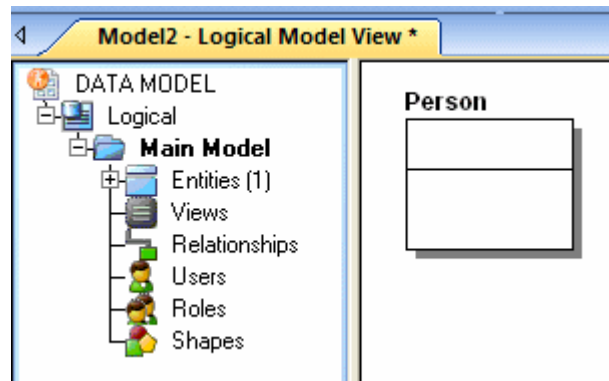 Model2 - Logical Model View *
DATA MODEL
Logical
Main Model
Entities (1)
Views
Relationships
Users
Roles
Shapes
Person